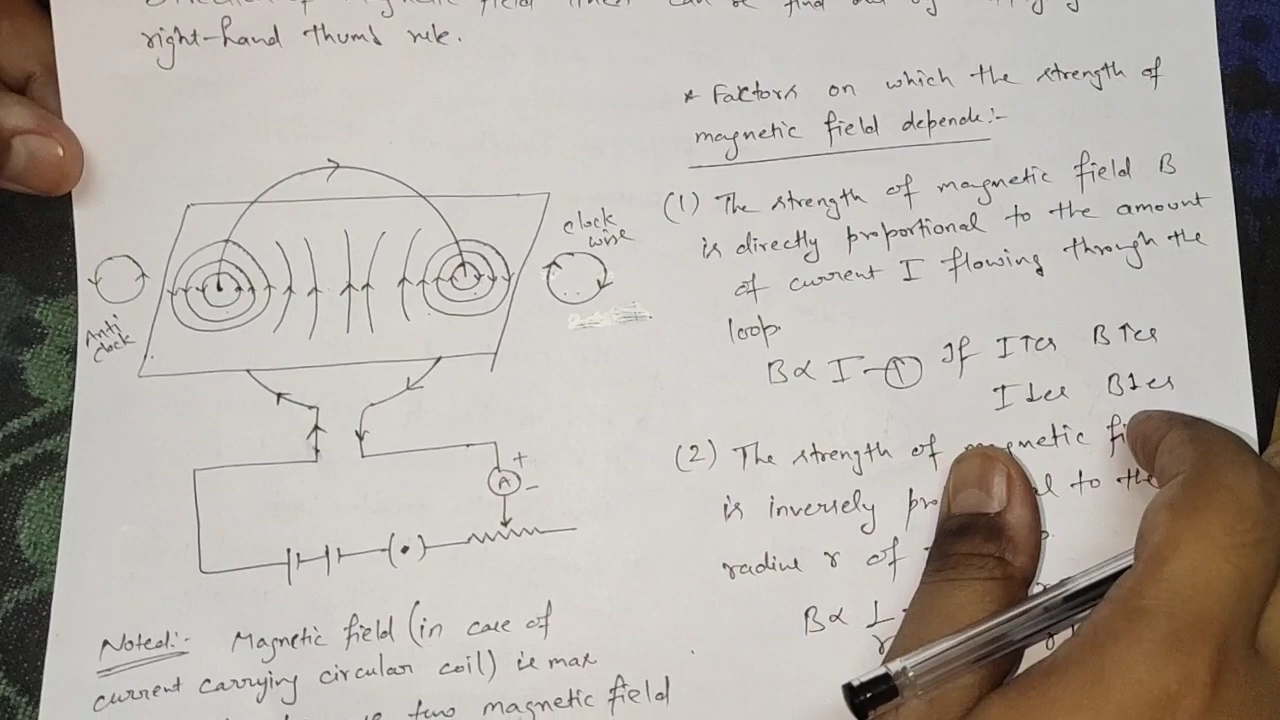 right-hand thumb rule.
* Factors on which the strength of
magnetic field depends:-
(1) The strength of magnetic field B
is directly proportional to the amount
of current I flowing through the
loop.
B∝ I -① If I↑es B↑es
I↓es B↓es
(2) The strength of magnetic
is inversely to the
radius r of
B∝ 1/r
clock
wise
Anti
clock
+
A
-
Noted:- Magnetic field (in case of
current carrying circular coil) is max
two magnetic field